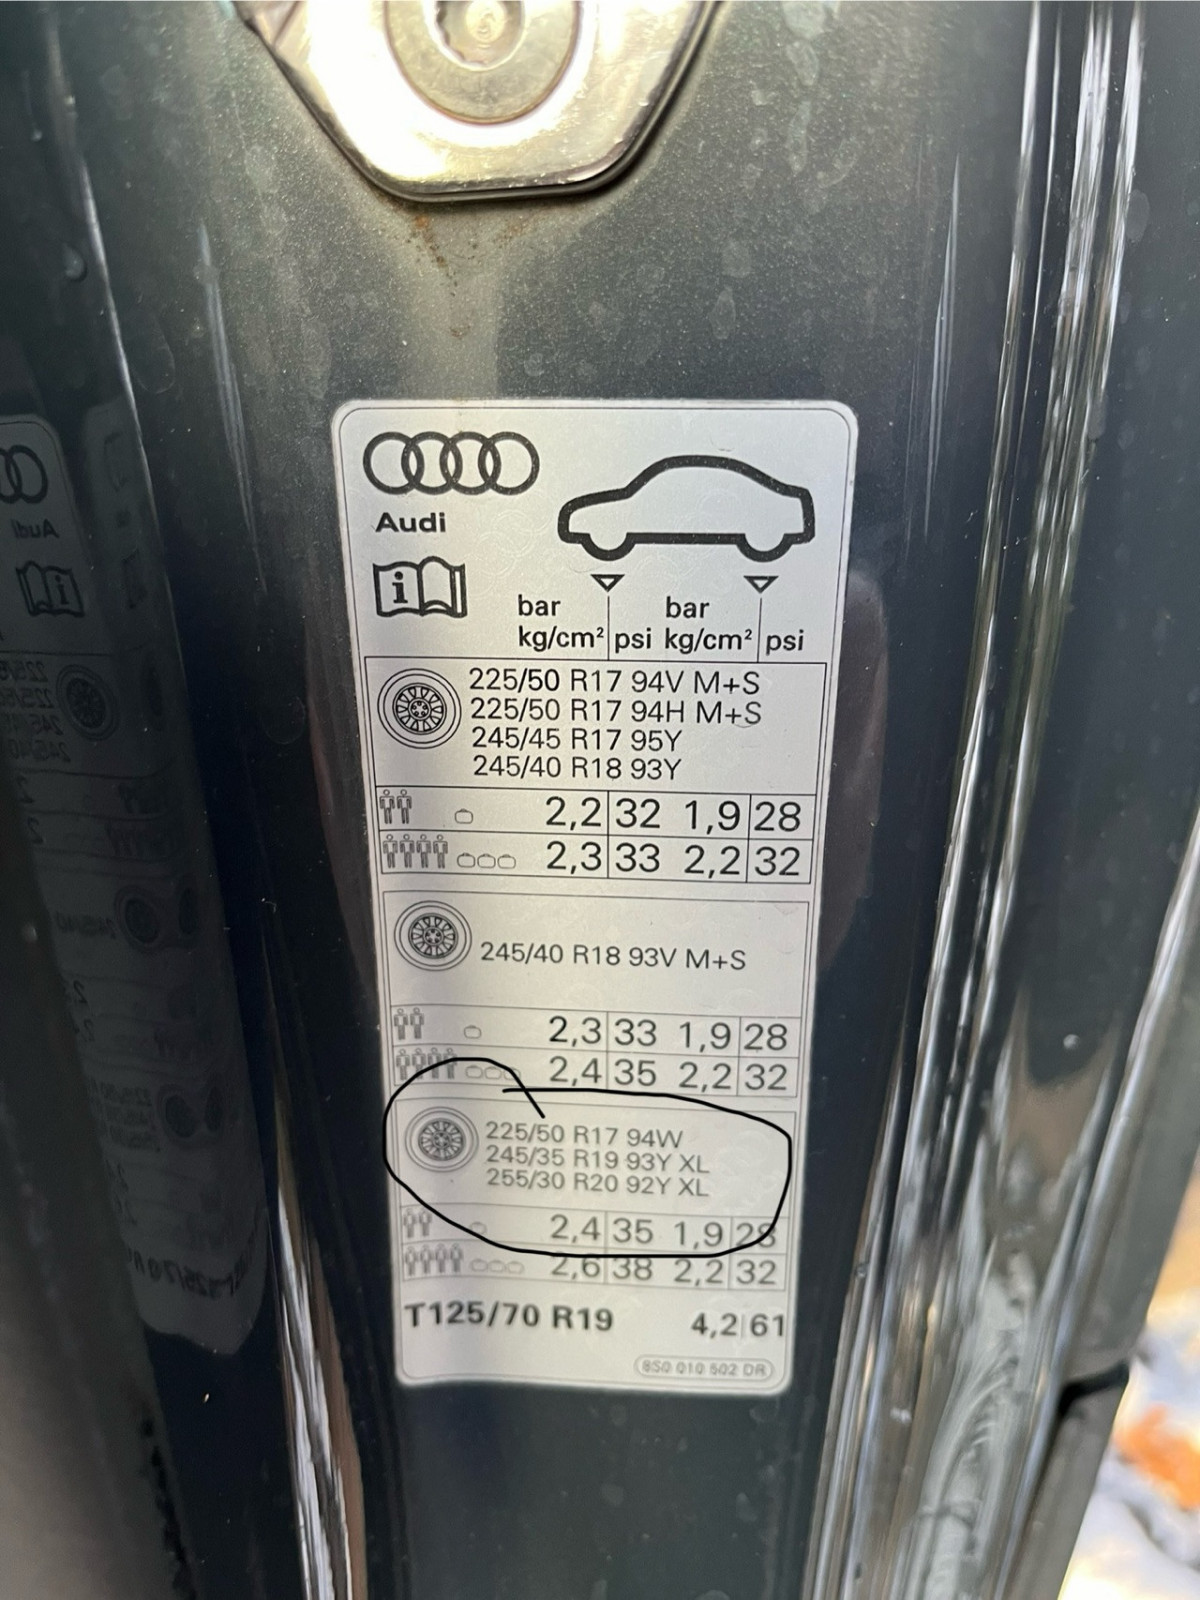 Audi
i
bar bar
kg/cm² psi kg/cm² psi
225/50 R17 94V M+S
225/50 R17 94H M+S
245/45 R17 95Y
245/40 R18 93Y
2,2 32 1,9 28
2,3 33 2,2 32
245/40 R18 93V M+S
2,3 33 1,9 28
2,4 35 2,2 32
225/50 R17 94W
245/35 R19 93Y XL
255/30 R20 92Y XL
2,4 35 1,9 28
2,6 38 2,2 32
T125/70 R19 4,2 61
8S0 010 502 DR